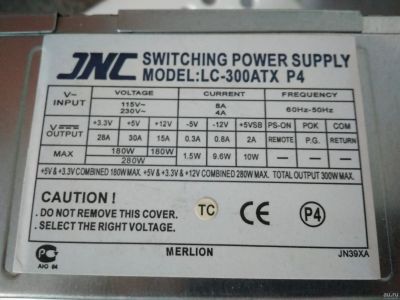 JNC SWITCHING POWER SUPPLY
MODEL:LC-300ATX P4
V~ INPUT VOLTAGE CURRENT FREQUENCY
115V~ 8A 60Hz-50Hz
230V~ 4A
V OUTPUT +3.3V +5V +12V -5V -12V +5VSB PS-ON POK COM
28A 30A 15A 0.3A 0.8A 2A REMOTE P.G. RETURN
MAX 180W 180W 1.5W 9.6W 10W
280W
+5V & +3.3V COMBINED 180W MAX. +5V & +3.3V & +12V COMBINED 280W MAX. TOTAL OUTPUT 300W MAX.
CAUTION !
. DO NOT REMOVE THIS COVER.
. SELECT THE RIGHT VOLTAGE.
TC CE P4
MERLION
JN39XA
au.ru